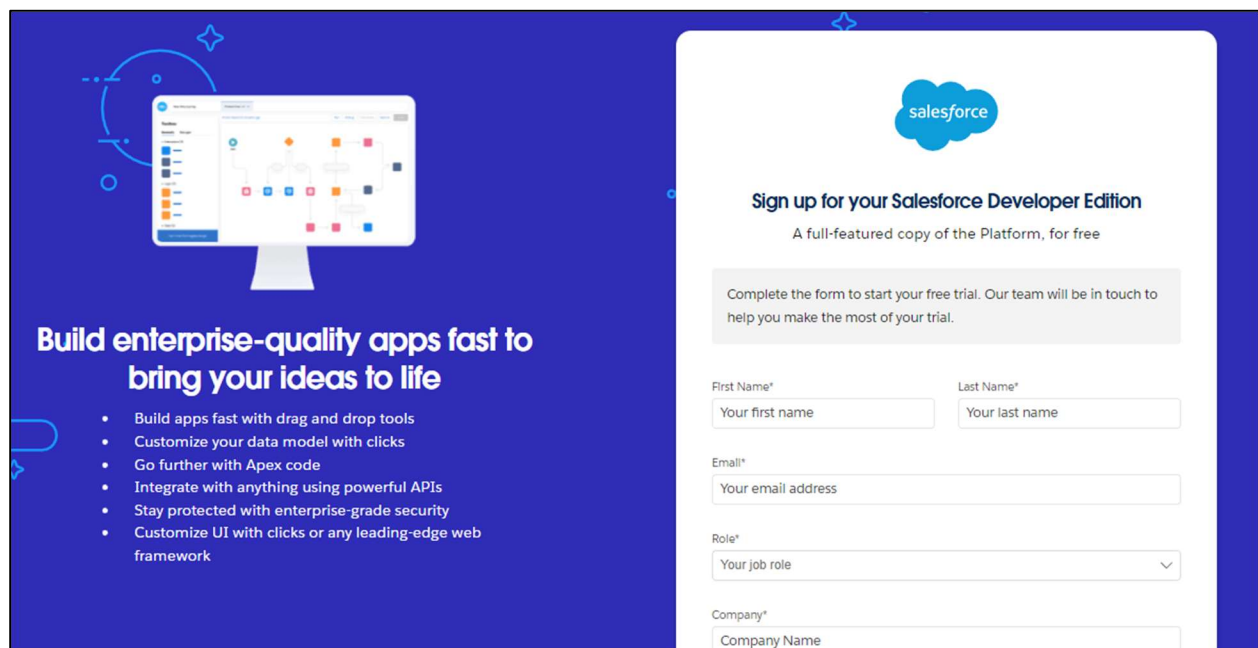 Build enterprise-quality apps fast to
bring your ideas to life
• Build apps fast with drag and drop tools
• Customize your data model with clicks
• Go further with Apex code
• Integrate with anything using powerful APIs
• Stay protected with enterprise-grade security
• Customize UI with clicks or any leading-edge web
framework
salesforce
Sign up for your Salesforce Developer Edition
A full-featured copy of the Platform, for free
Complete the form to start your free trial. Our team will be in touch to
help you make the most of your trial.
First Name* Last Name*
Your first name Your last name
Email*
Your email address
Role*
Your job role
Company*
Company Name